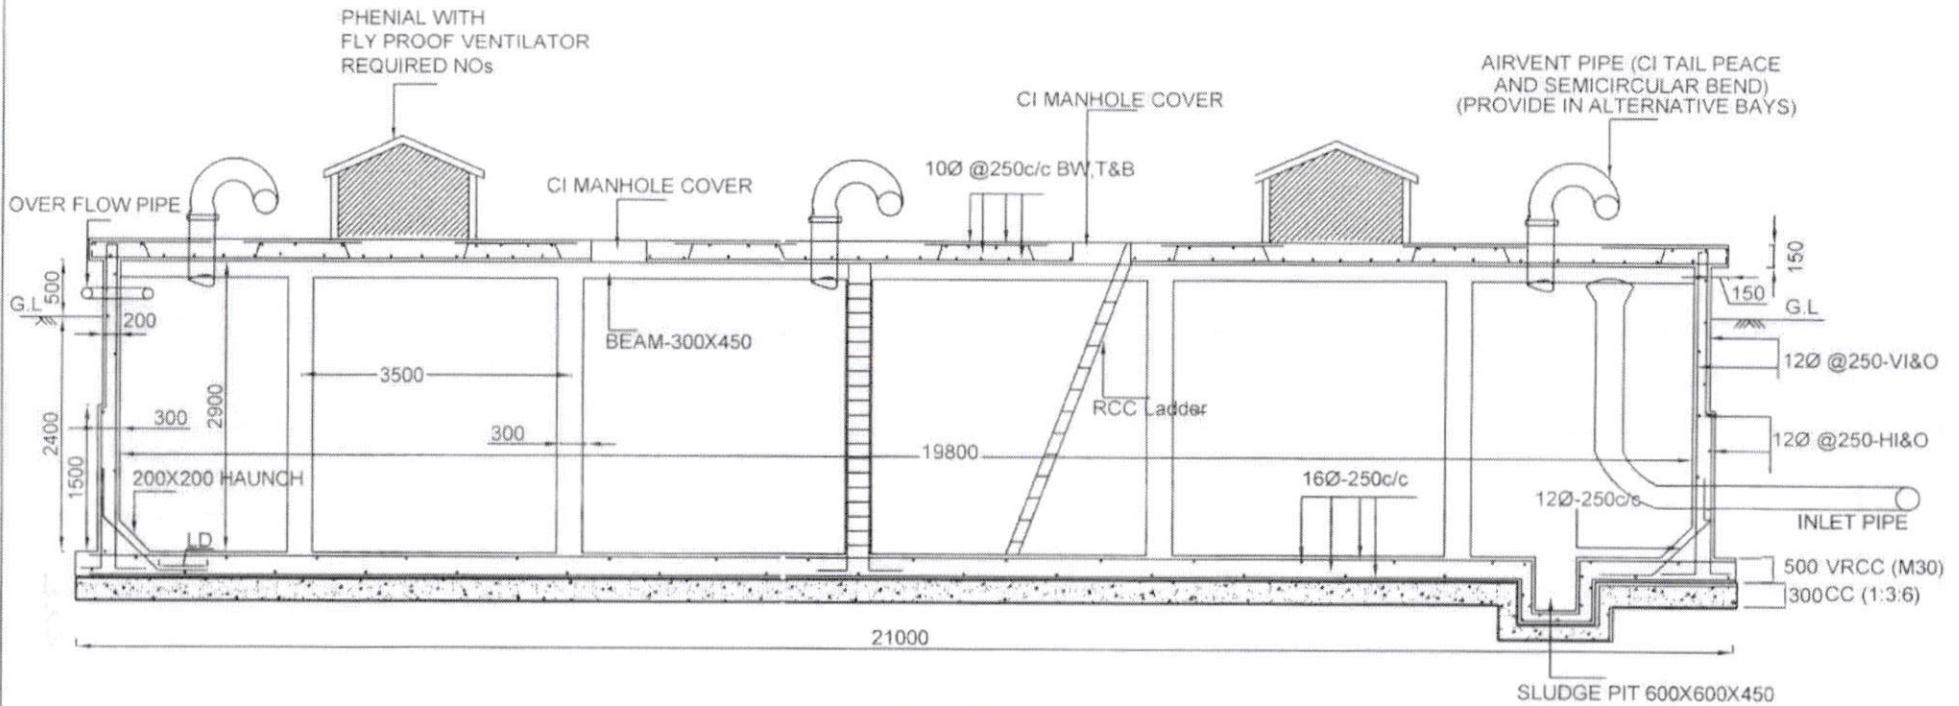 PHENIAL WITH
FLY PROOF VENTILATOR
REQUIRED NOs
AIRVENT PIPE (CI TAIL PEACE
AND SEMICIRCULAR BEND)
(PROVIDE IN ALTERNATIVE BAYS)
CI MANHOLE COVER
10Ø @250c/c BW,T&B
CI MANHOLE COVER
OVER FLOW PIPE
150
500
150
G.L
G.L
200
BEAM-300X450
12Ø @250-VI&O
3500
2900
RCC Ladder
300
2400
300
12Ø @250-HI&O
19800
1500
200X200 HAUNCH
16Ø-250c/c
12Ø-250c/c
INLET PIPE
LD
500 VRCC (M30)
300CC (1:3:6)
21000
SLUDGE PIT 600X600X450